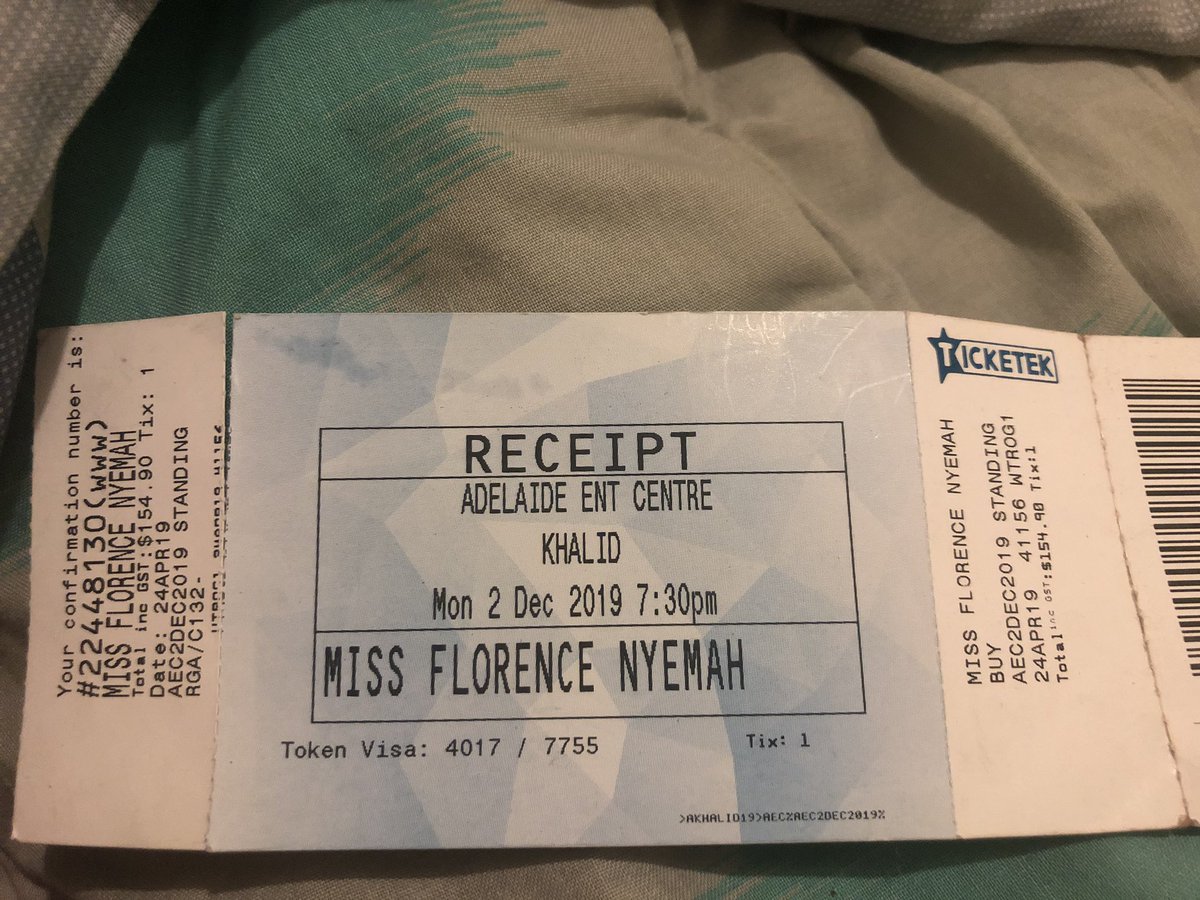 Your confirmation number is:
#22448130(WWW)
MISS FLORENCE NYEMAH
Total inc GST:$154.90 Tix: 1
Date: 24APR19
AEC2DEC2019 STANDING
RGA/C132-
RECEIPT
ADELAIDE ENT CENTRE
KHALID
Mon 2 Dec 2019 7:30pm
MISS FLORENCE NYEMAH
Token Visa: 4017 / 7755
Tix: 1
>AKHALID19>AEC%AEC2DEC2019%
TICKETEK
MISS FLORENCE NYEMAH
BUY
AEC2DEC2019 STANDING
24APR19 41156 WTROG1
Total inc GST:$154.90 Tix:1